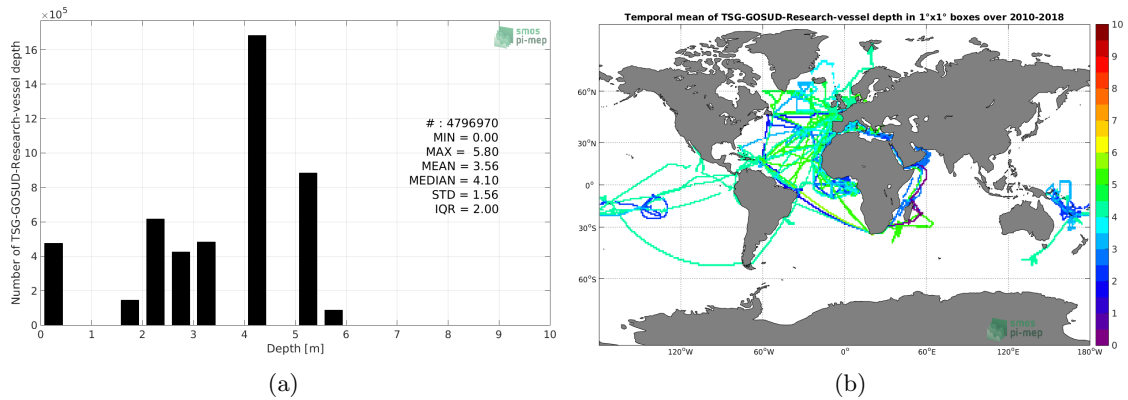 ×10⁵
16
14
12
10
8
6
4
2
0
Number of TSG-GOSUD-Research-vessel depth
smos
pi-mep
# : 4796970
MIN = 0.00
MAX = 5.80
MEAN = 3.56
MEDIAN = 4.10
STD = 1.56
IQR = 2.00
0 1 2 3 4 5 6 7 8 9 10
Depth [m]
(a)
Temporal mean of TSG-GOSUD-Research-vessel depth in 1°x1° boxes over 2010-2018
60°N
30°N
0°
30°S
60°S
120°W 60°W 0° 60°E 120°E 180°W
smos
pi-mep
10
9
8
7
6
5
4
3
2
1
0
(b)